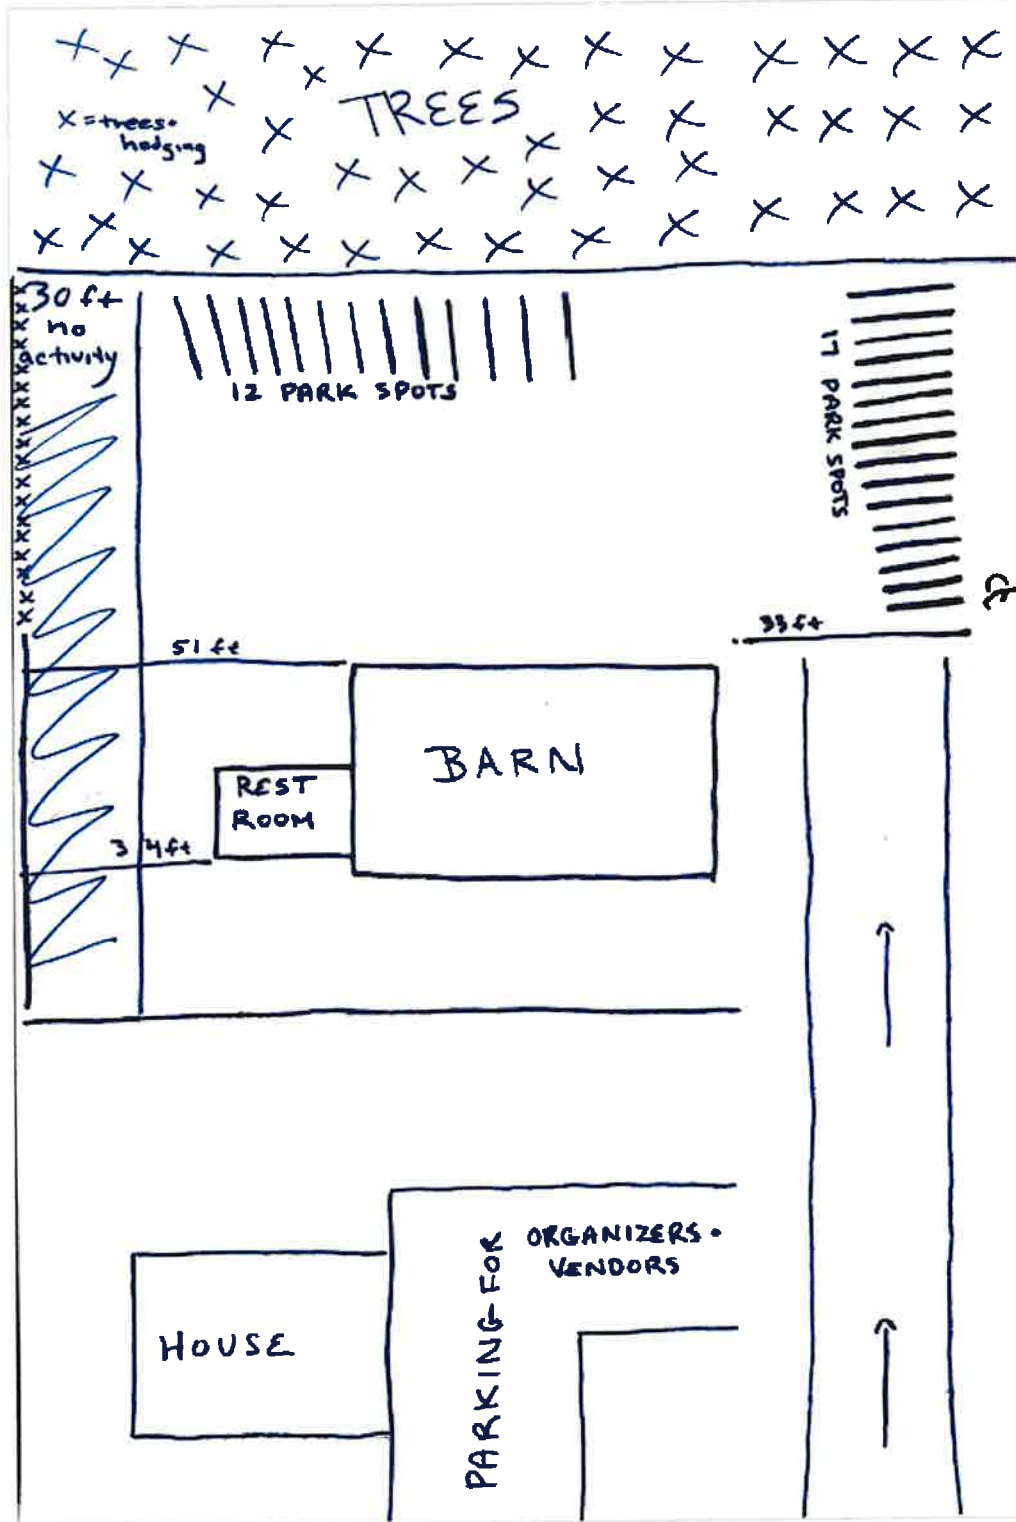 TREES
x = trees.
hedging
30 ft
no
activity
12 PARK SPOTS
17 PARK SPOTS
33 ft
51 ft
BARN
REST
ROOM
34 ft
ORGANIZERS.
VENDORS
PARKING FOR
HOUSE